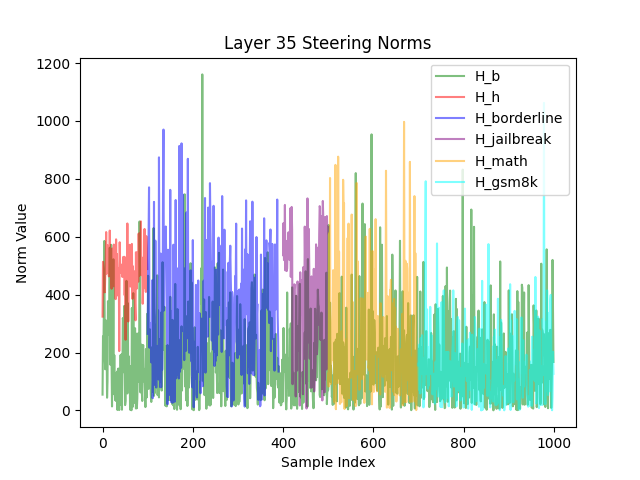 Layer 35 Steering Norms
1200
1000
800
600
400
200
0
Norm Value
H_b
H_h
H_borderline
H_jailbreak
H_math
H_gsm8k
0
200
400
600
800
1000
Sample Index